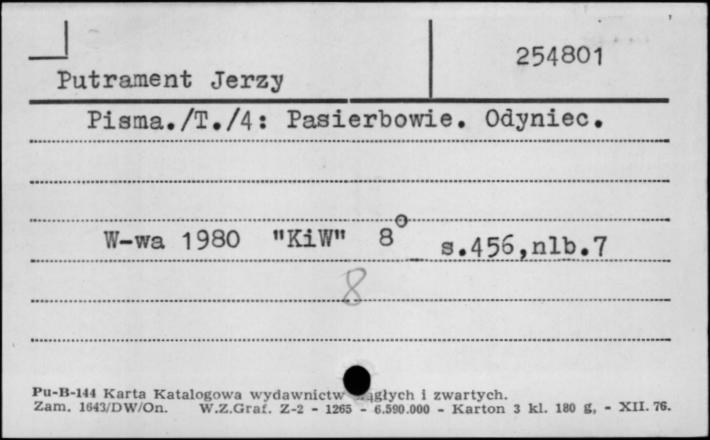 254801
Putrament Jerzy
Pisma./T./4: Pasierbowie. Odyniec.
W-wa 1980 "KiW" 8° s.456,nlb.7
8
Pu-B-144 Karta Katalogowa wydawnictw i zwartych.
Zam. 1643/DW/On. W.Z.Graf. Z-2 - 1265 - 6.590.000 - Karton 3 kl. 180 g, - XII. 76.